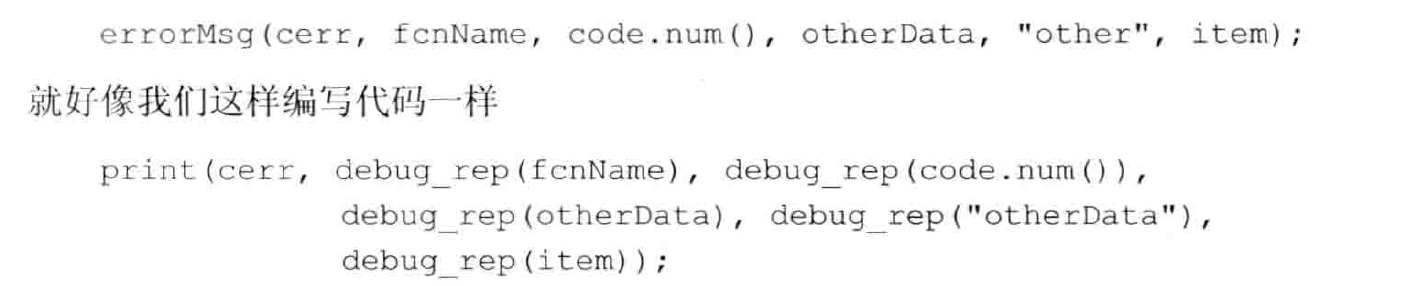 errorMsg(cerr, fcnName, code.num(), otherData, "other", item);
就好像我们这样编写代码一样
print(cerr, debug_rep(fcnName), debug_rep(code.num()),
debug_rep(otherData), debug_rep("otherData"),
debug_rep(item));